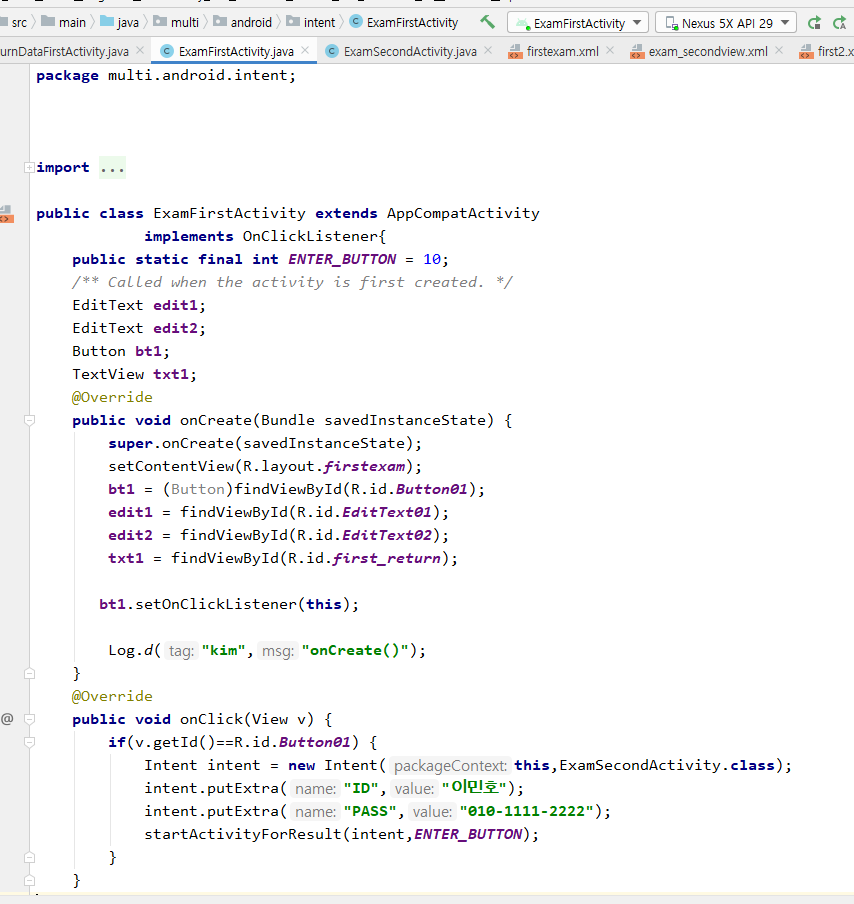 src main java multi android intent ExamFirstActivity ExamFirstActivity Nexus 5X API 29
urnDataFirstActivity.java ExamFirstActivity.java ExamSecondActivity.java firstexam.xml exam_secondview.xml first2.x
package multi.android.intent;
import ...
public class ExamFirstActivity extends AppCompatActivity
implements OnClickListener{
public static final int ENTER_BUTTON = 10;
/** Called when the activity is first created. */
EditText edit1;
EditText edit2;
Button bt1;
TextView txt1;
@Override
public void onCreate(Bundle savedInstanceState) {
super.onCreate(savedInstanceState);
setContentView(R.layout.firstexam);
bt1 = (Button)findViewById(R.id.Button01);
edit1 = findViewById(R.id.EditText01);
edit2 = findViewById(R.id.EditText02);
txt1 = findViewById(R.id.first_return);
bt1.setOnClickListener(this);
Log.d( tag: "kim", msg: "onCreate()");
}
@Override
public void onClick(View v) {
if(v.getId()==R.id.Button01) {
Intent intent = new Intent( packageContext: this,ExamSecondActivity.class);
intent.putExtra( name: "ID", value: "이민호");
intent.putExtra( name: "PASS", value: "010-1111-2222");
startActivityForResult(intent,ENTER_BUTTON);
}
}